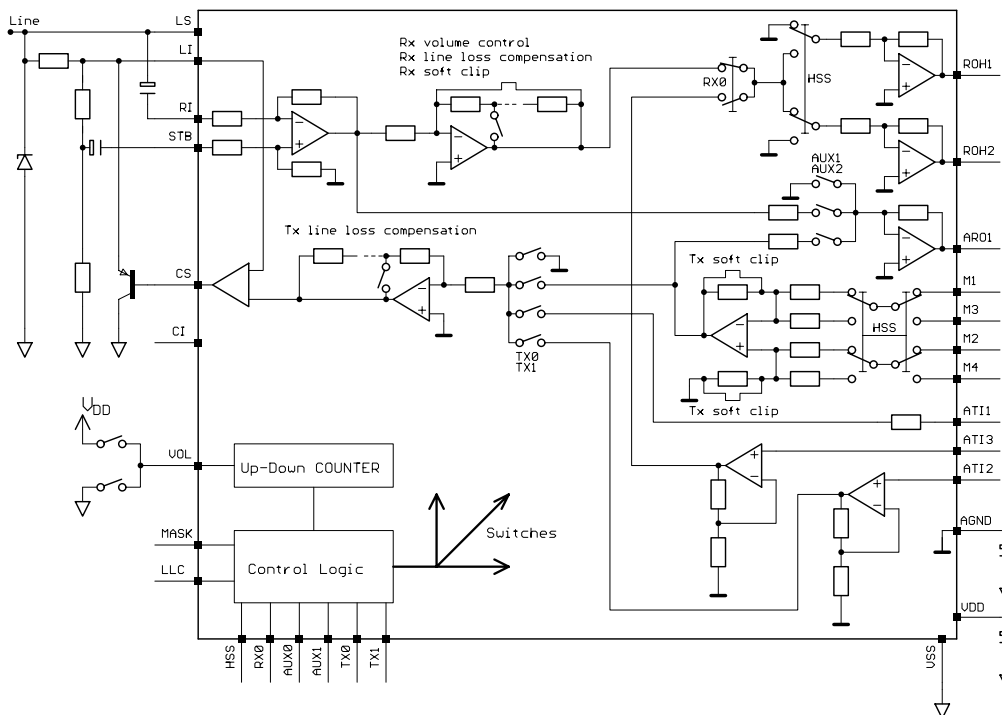 Line
LS
LI
RI
STB
Rx volume control
Rx line loss compensation
Rx soft clip
RX0
HSS
ROH1
ROH2
AUX1
AUX2
ARO1
Tx line loss compensation
CS
CI
TX0
TX1
Tx soft clip
HSS
Tx soft clip
M1
M3
M2
M4
ATI1
ATI3
ATI2
AGND
VDD
VDD
VOL
Up-Down COUNTER
MASK
LLC
Control Logic
Switches
HSS
RX0
AUX0
AUX1
TX0
TX1
VSS